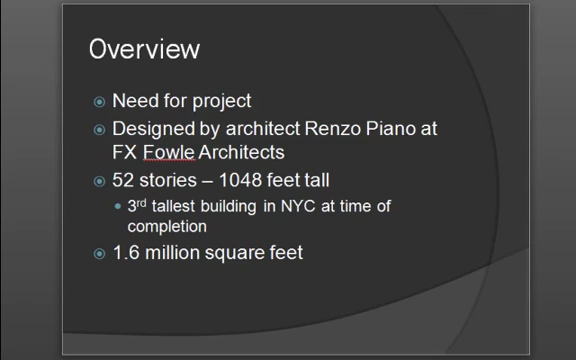 Overview
Need for project
Designed by architect Renzo Piano at
FX Fowle Architects
52 stories – 1048 feet tall
3rd tallest building in NYC at time of
completion
1.6 million square feet